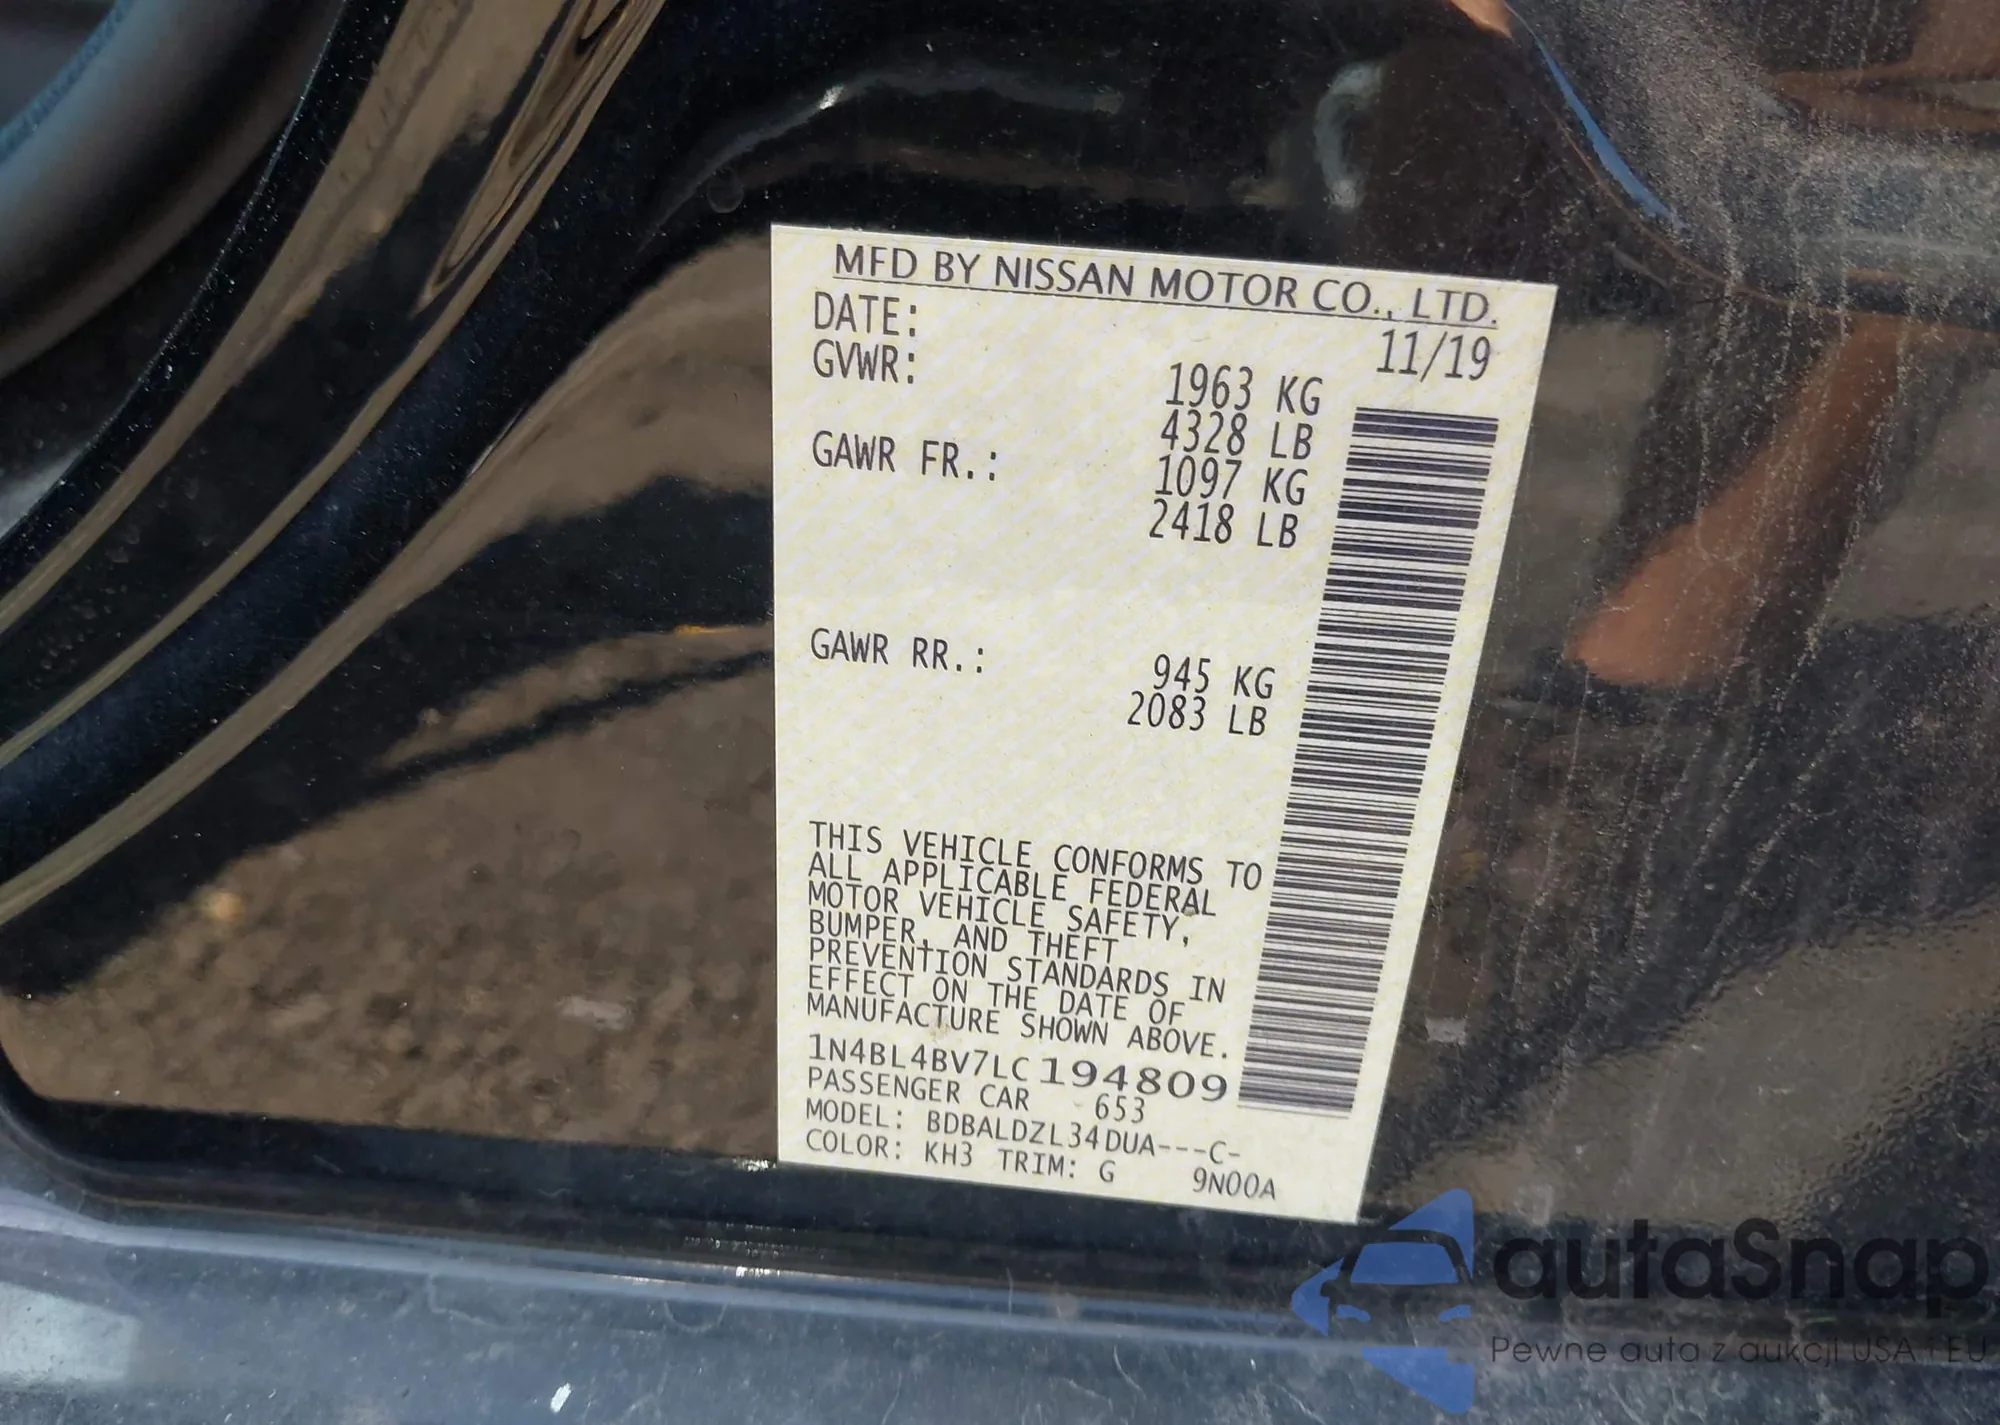 MFD BY NISSAN MOTOR CO., LTD.
DATE: 11/19
GVWR: 1963 KG
4328 LB
GAWR FR.: 1097 KG
2418 LB
GAWR RR.: 945 KG
2083 LB
THIS VEHICLE CONFORMS TO
ALL APPLICABLE FEDERAL
MOTOR VEHICLE SAFETY,
BUMPER, AND THEFT
PREVENTION STANDARDS IN
EFFECT ON THE DATE OF
MANUFACTURE SHOWN ABOVE.
1N4BL4BV7LC194809
PASSENGER CAR 653
MODEL: BDBALDZL34DUA---C-
COLOR: KH3 TRIM: G 9N00A
autaSnap
Pewne auta z aukcji USA i EU